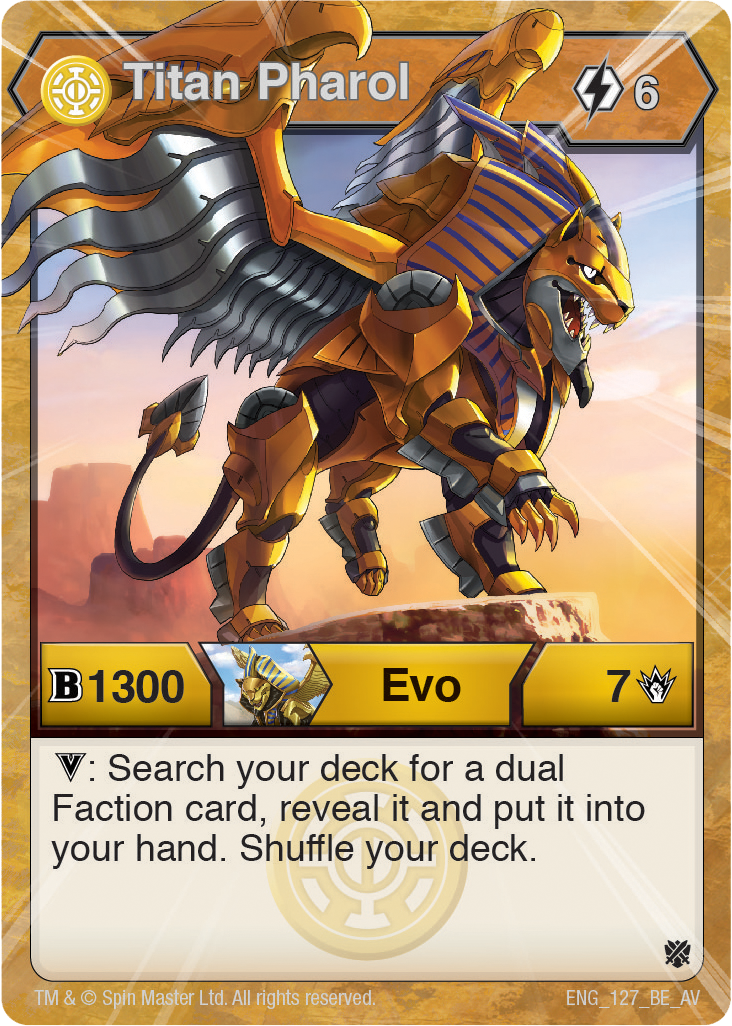 Titan Pharol
6
B 1300
Evo
7
: Search your deck for a dual
Faction card, reveal it and put it into
your hand. Shuffle your deck.
TM & © Spin Master Ltd. All rights reserved.
ENG_127_BE_AV